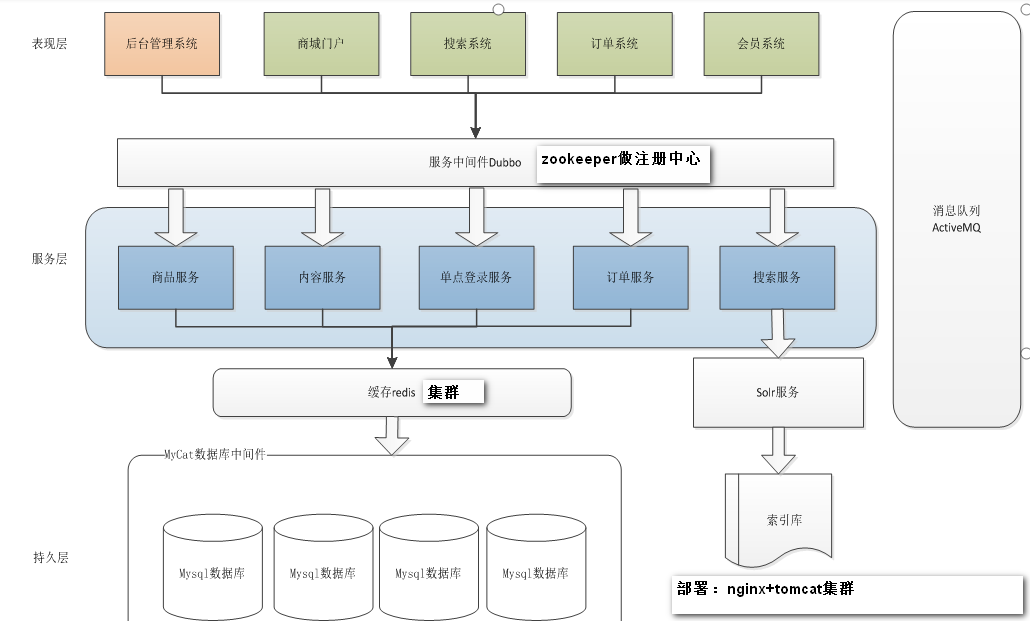 表现层
后台管理系统
商城门户
搜索系统
订单系统
会员系统
服务中间件Dubbo
zookeeper做注册中心
消息队列
ActiveMQ
服务层
商品服务
内容服务
单点登录服务
订单服务
搜索服务
缓存redis
集群
Solr服务
MyCat数据库中间件
索引库
持久层
Mysql数据库
Mysql数据库
Mysql数据库
Mysql数据库
部署：nginx+tomcat集群